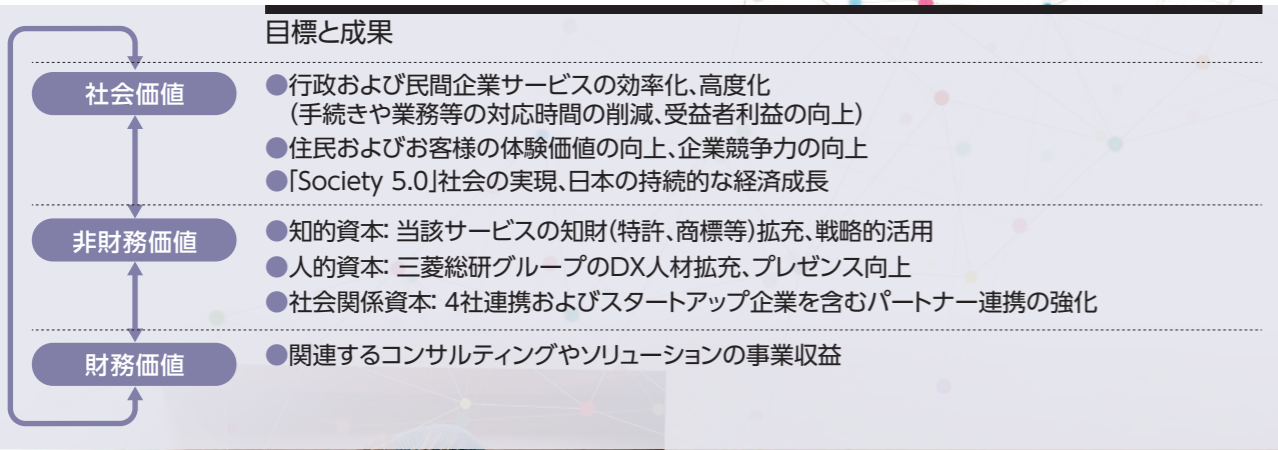 目標と成果
社会価値
●行政および民間企業サービスの効率化、高度化
(手続きや業務等の対応時間の削減、受益者利益の向上)
●住民およびお客様の体験価値の向上、企業競争力の向上
●「Society 5.0」社会の実現、日本の持続的な経済成長
非財務価値
●知的資本: 当該サービスの知財(特許、商標等)拡充、戦略的活用
●人的資本: 三菱総研グループのDX人材拡充、プレゼンス向上
●社会関係資本: 4社連携およびスタートアップ企業を含むパートナー連携の強化
財務価値
●関連するコンサルティングやソリューションの事業収益